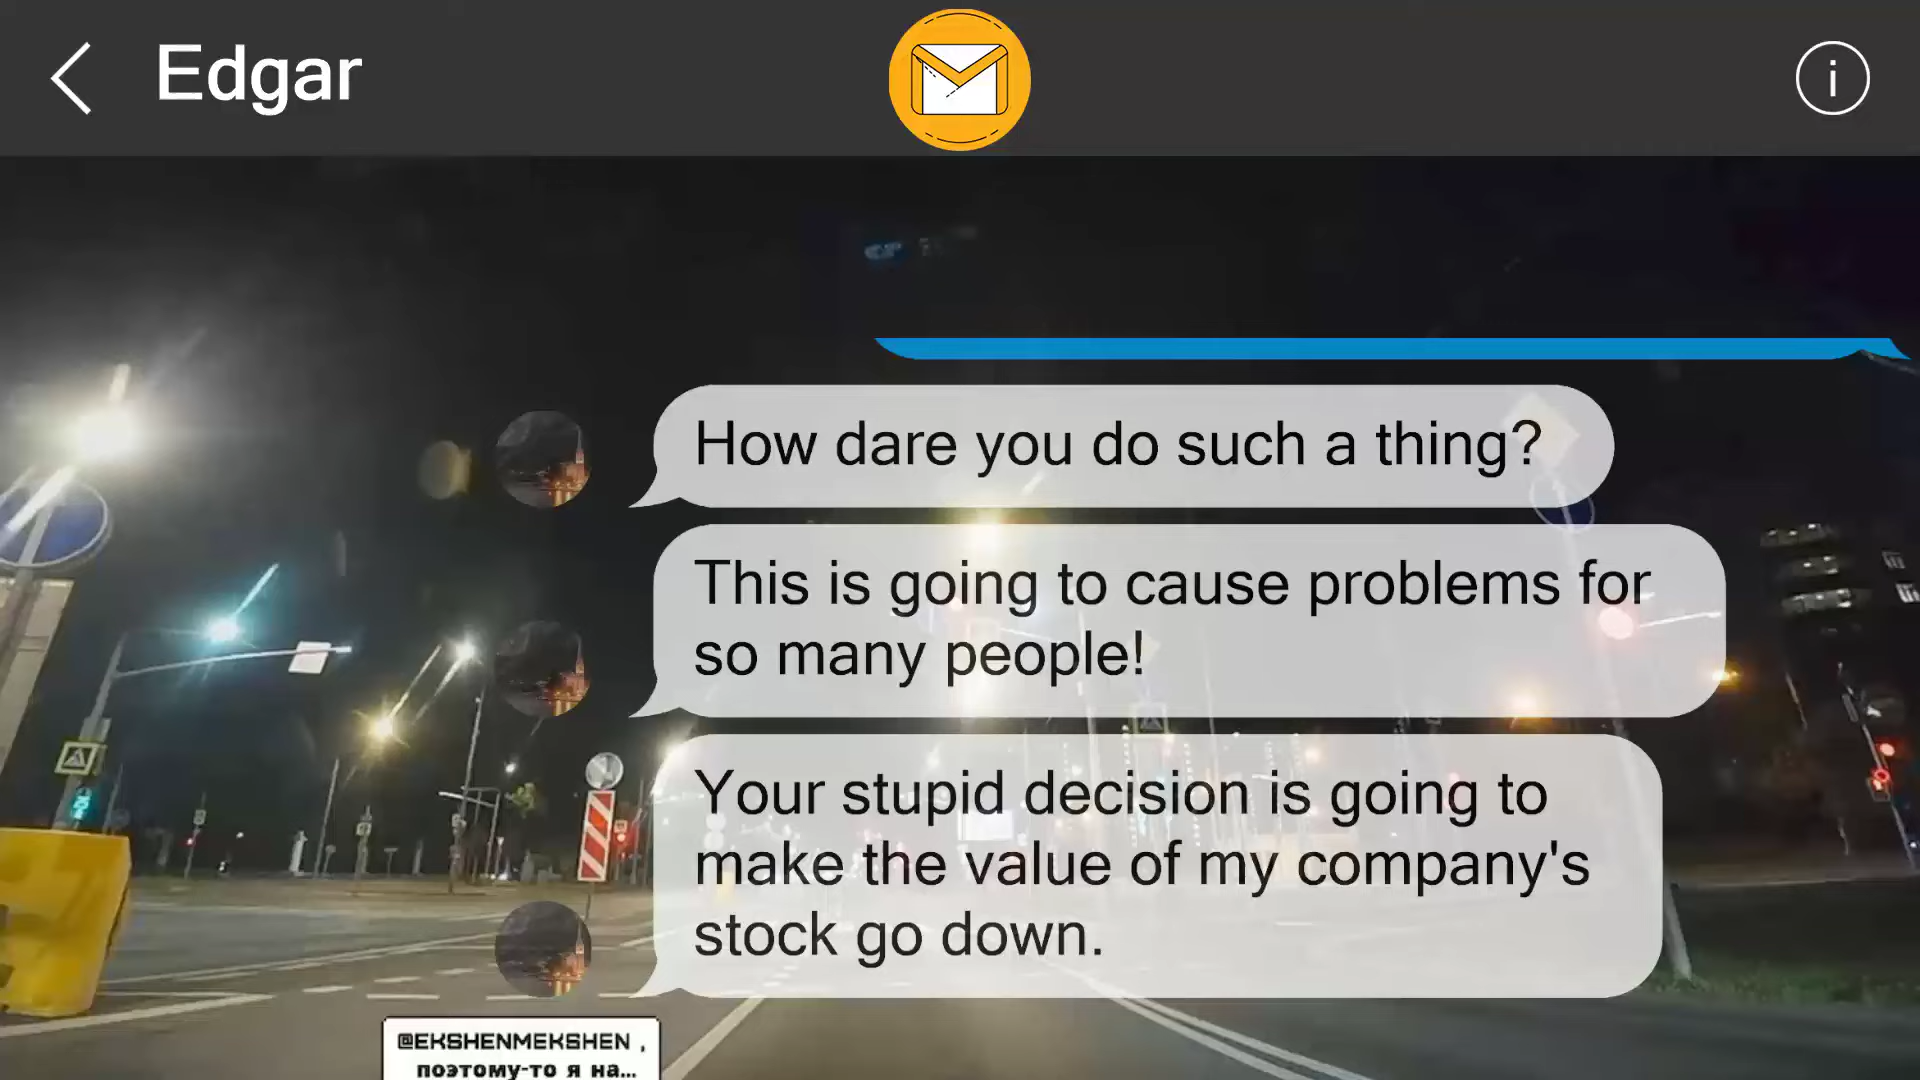 Edgar
How dare you do such a thing?
This is going to cause problems for
so many people!
Your stupid decision is going to
make the value of my company's
stock go down.
@EKSHENMEKSHEN ,
поэтому-то я на...